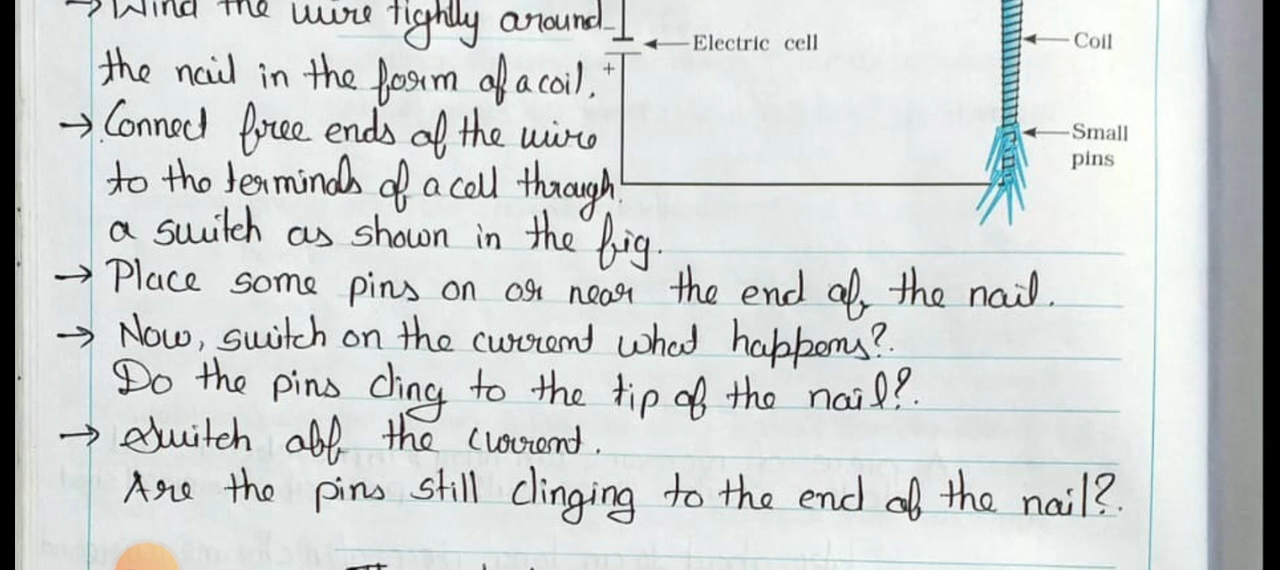 → Wind the wire tightly around
the nail in the form of a coil.
→ Connect free ends of the wire
to the terminals of a cell through
a switch as shown in the fig.
→ Place some pins on or near the end of the nail.
→ Now, switch on the current what happens?.
Do the pins cling to the tip of the nail?.
→ Switch off the current.
Are the pins still clinging to the end of the nail?.
Electric cell
+
Coil
Small
pins